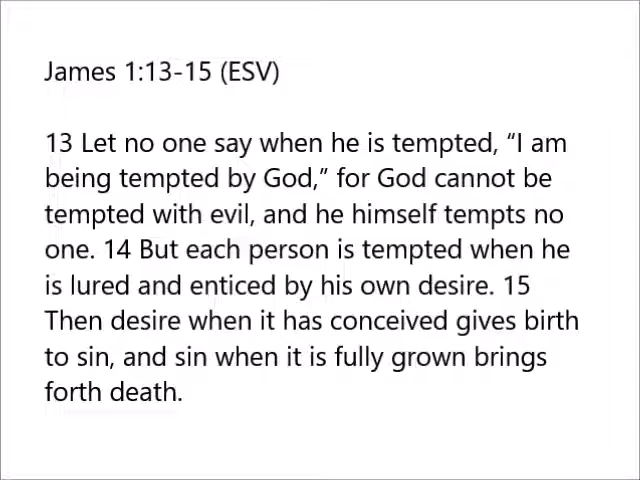 James 1:13-15 (ESV)
13 Let no one say when he is tempted, “I am
being tempted by God,” for God cannot be
tempted with evil, and he himself tempts no
one. 14 But each person is tempted when he
is lured and enticed by his own desire. 15
Then desire when it has conceived gives birth
to sin, and sin when it is fully grown brings
forth death.